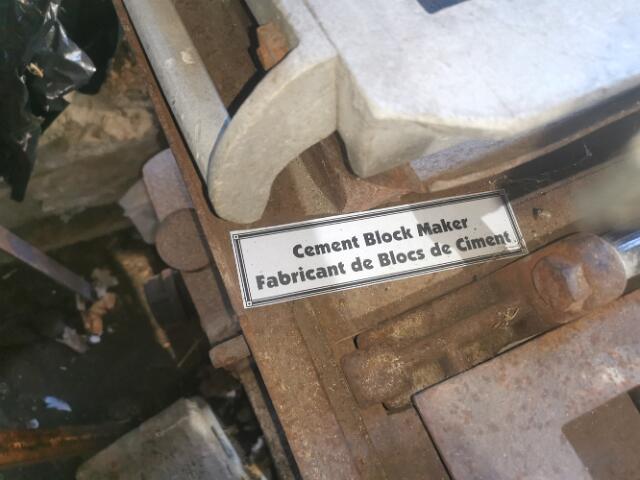 Cement Block Maker
Fabricant de Blocs de Ciment